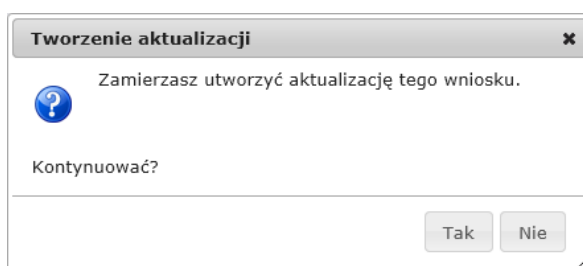 Tworzenie aktualizacji
Zamierzasz utworzyć aktualizację tego wniosku.
Kontynuować?
Tak Nie